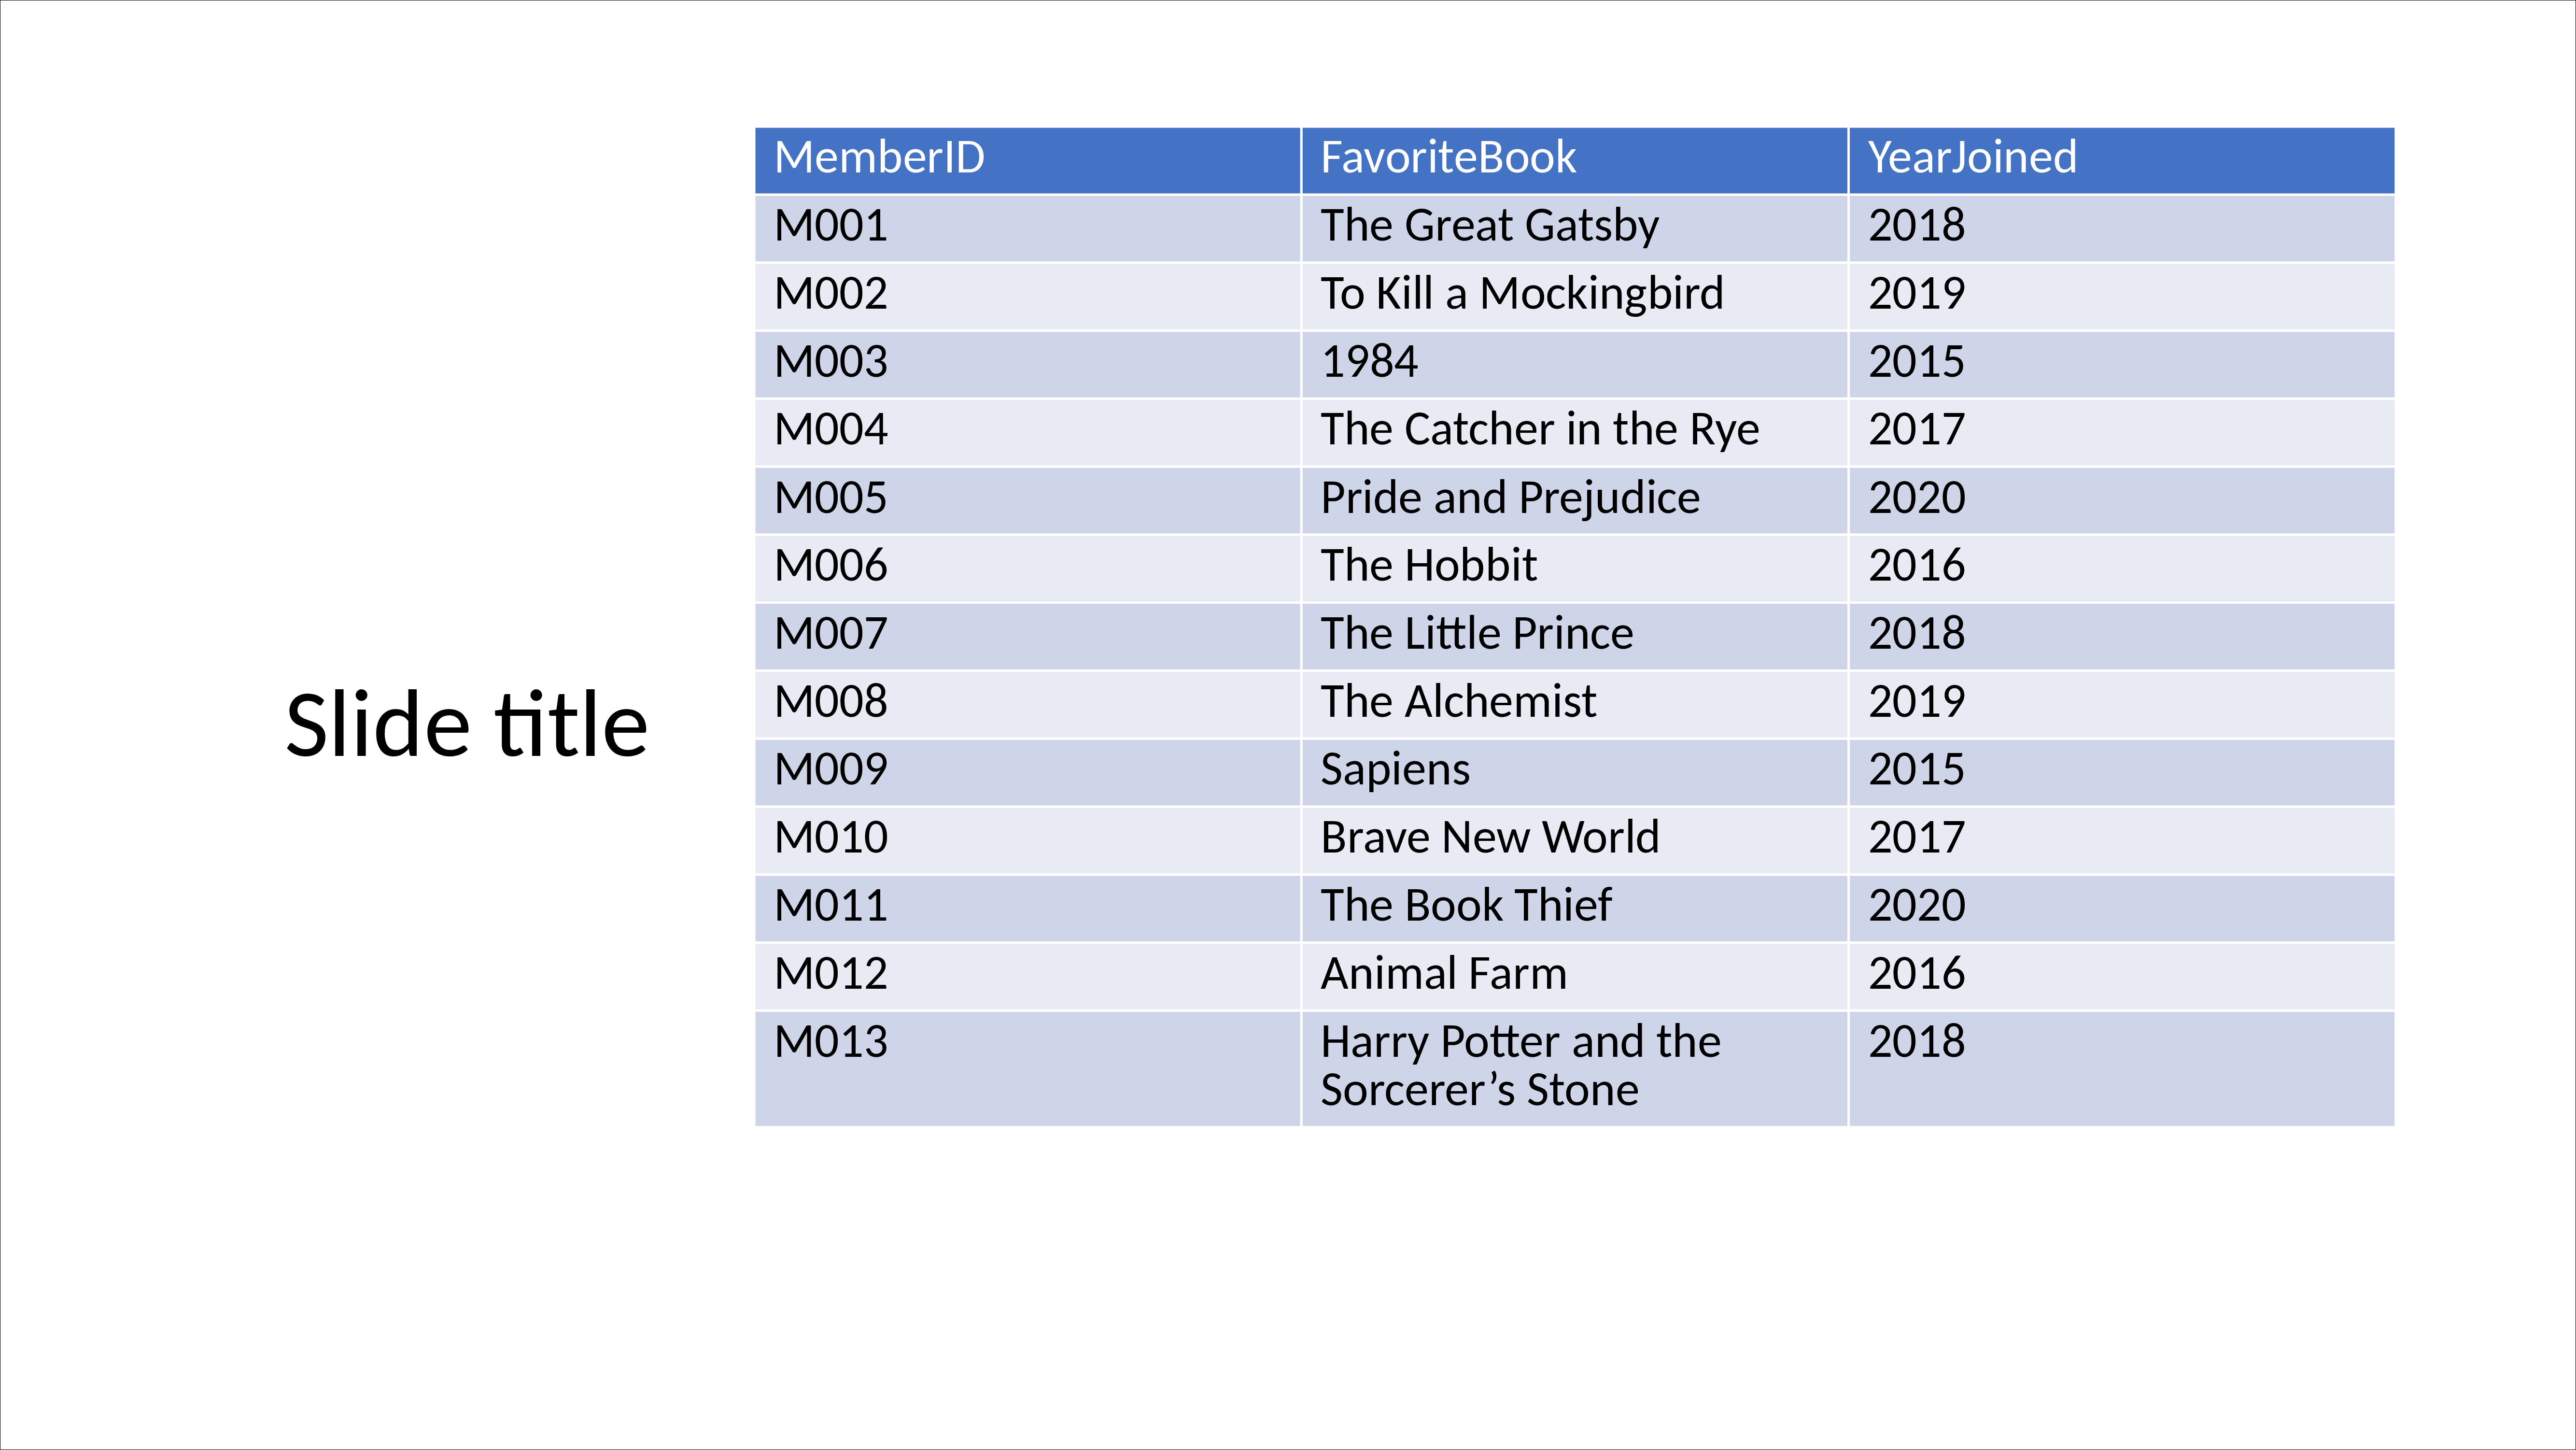 Slide title
MemberID FavoriteBook YearJoined
M001 The Great Gatsby 2018
M002 To Kill a Mockingbird 2019
M003 1984 2015
M004 The Catcher in the Rye 2017
M005 Pride and Prejudice 2020
M006 The Hobbit 2016
M007 The Little Prince 2018
M008 The Alchemist 2019
M009 Sapiens 2015
M010 Brave New World 2017
M011 The Book Thief 2020
M012 Animal Farm 2016
M013 Harry Potter and the 2018
Sorcerer’s Stone